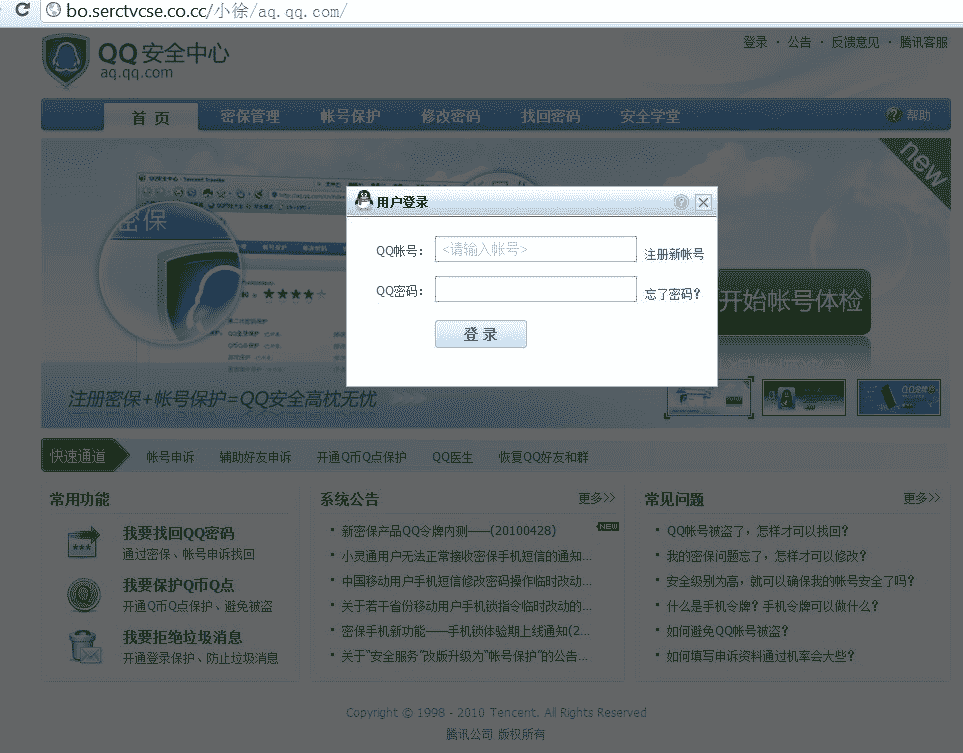 bo.serctvcse.co.cc/小徐/aq.qq.com/
QQ安全中心
aq.qq.com
登录 · 公告 · 反馈意见 · 腾讯客服
首 页 密保管理 帐号保护 修改密码 找回密码 安全学堂 帮助
new
密保
用户登录
QQ帐号： <请输入帐号> 注册新帐号
QQ密码： 忘了密码?
登 录
开始帐号体检
注册密保+帐号保护=QQ安全高枕无忧
快速通道 帐号申诉 辅助好友申诉 开通Q币Q点保护 QQ医生 恢复QQ好友和群
常用功能
我要找回QQ密码
通过密保、帐号申诉找回
我要保护Q币Q点
开通Q币Q点保护、避免被盗
我要拒绝垃圾消息
开通登录保护、防止垃圾消息
系统公告 更多>>
新密保产品QQ令牌内测——(20100428) NEW
小灵通用户无法正常接收密保手机短信的通知...
中国移动用户手机短信修改密码操作临时改动...
关于若干省份移动用户手机锁指令临时改动的...
密保手机新功能——手机锁体验期上线通知(2...
关于"安全服务"改版升级为"帐号保护"的公告...
常见问题 更多>>
QQ帐号被盗了，怎样才可以找回?
我的密保问题忘了，怎样才可以修改?
安全级别为高，就可以确保我的帐号安全了吗?
什么是手机令牌? 手机令牌可以做什么?
如何避免QQ帐号被盗?
如何填写申诉资料通过机率会大些?
Copyright © 1998 - 2010 Tencent. All Rights Reserved
腾讯公司 版权所有